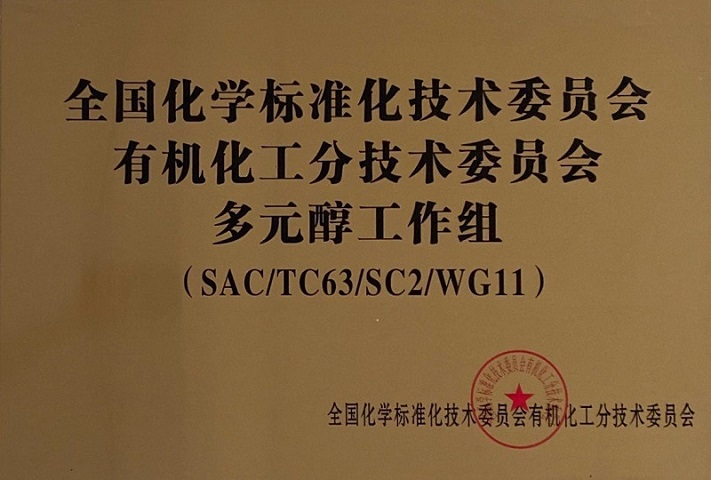 全国化学标准化技术委员会
有机化工分技术委员会
多元醇工作组
（SAC/TC63/SC2/WG11）
全国化学标准化技术委员会有机化工分技术委员会